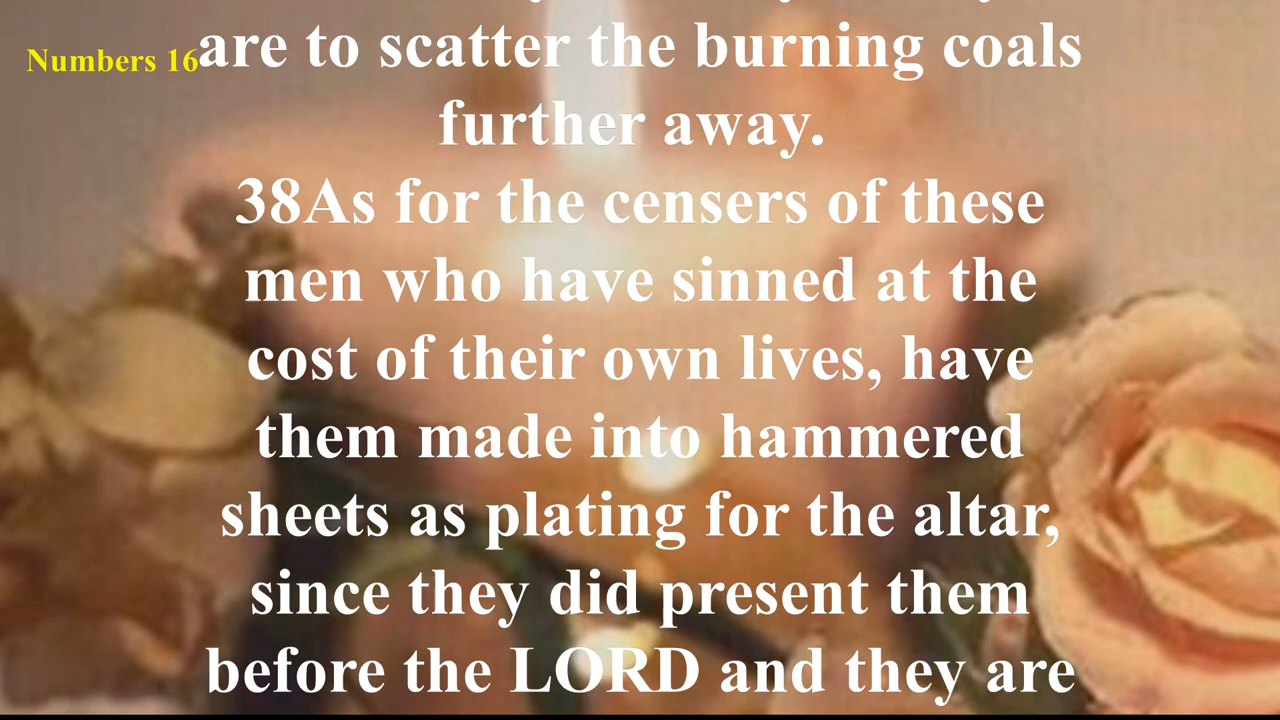 Numbers 16
are to scatter the burning coals
further away.
38As for the censers of these
men who have sinned at the
cost of their own lives, have
them made into hammered
sheets as plating for the altar,
since they did present them
before the LORD and they are